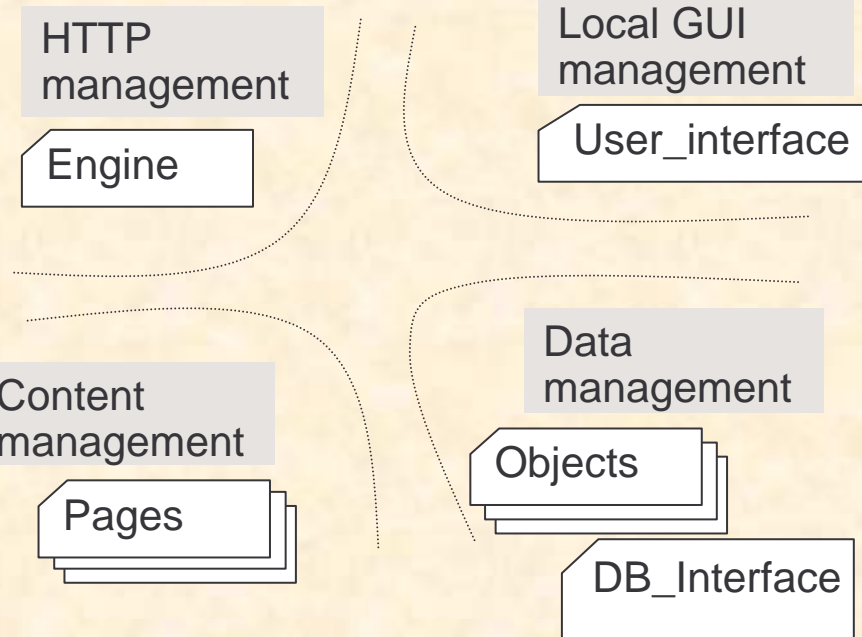 HTTP
management
Engine
Local GUI
management
User_interface
Content
management
Pages
Data
management
Objects
DB_Interface